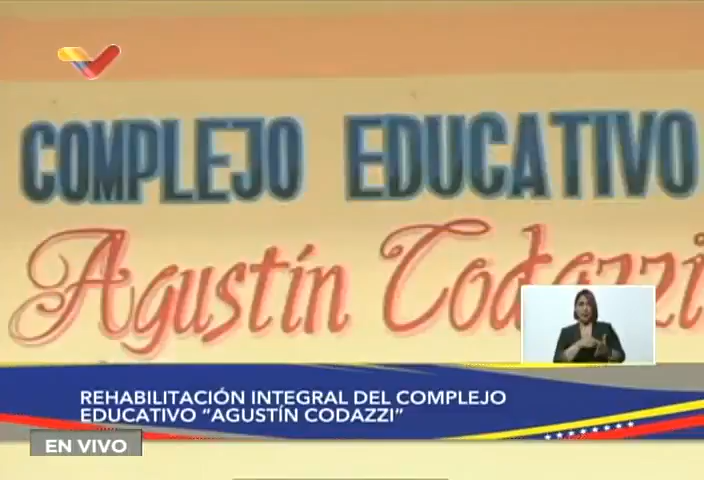 COMPLEJO EDUCATIVO
Agustín Codazzi
REHABILITACIÓN INTEGRAL DEL COMPLEJO
EDUCATIVO “AGUSTÍN CODAZZI”
EN VIVO